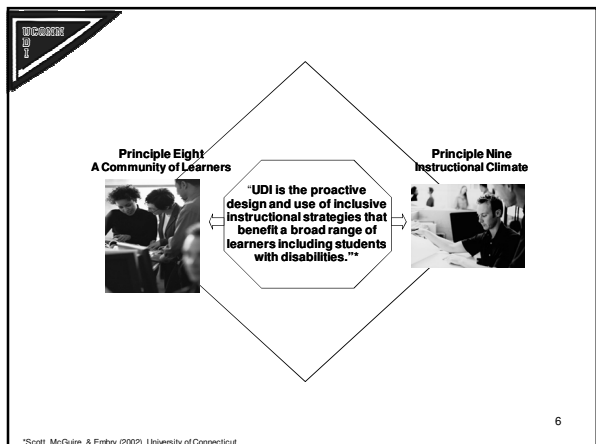 UCONN
D
I
Principle Eight
A Community of Learners
Principle Nine
Instructional Climate
“UDI is the proactive
design and use of inclusive
instructional strategies that
benefit a broad range of
learners including students
with disabilities.”*
6
*Scott, McGuire, & Embry (2002). University of Connecticut